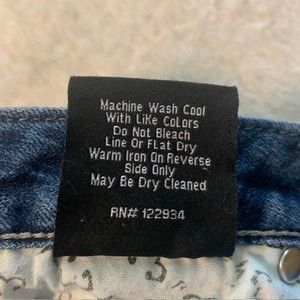 Machine Wash Cool
With Like Colors
Do Not Bleach
Line Or Flat Dry
Warm Iron On Reverse
Side Only
May Be Dry Cleaned
RN# 122934